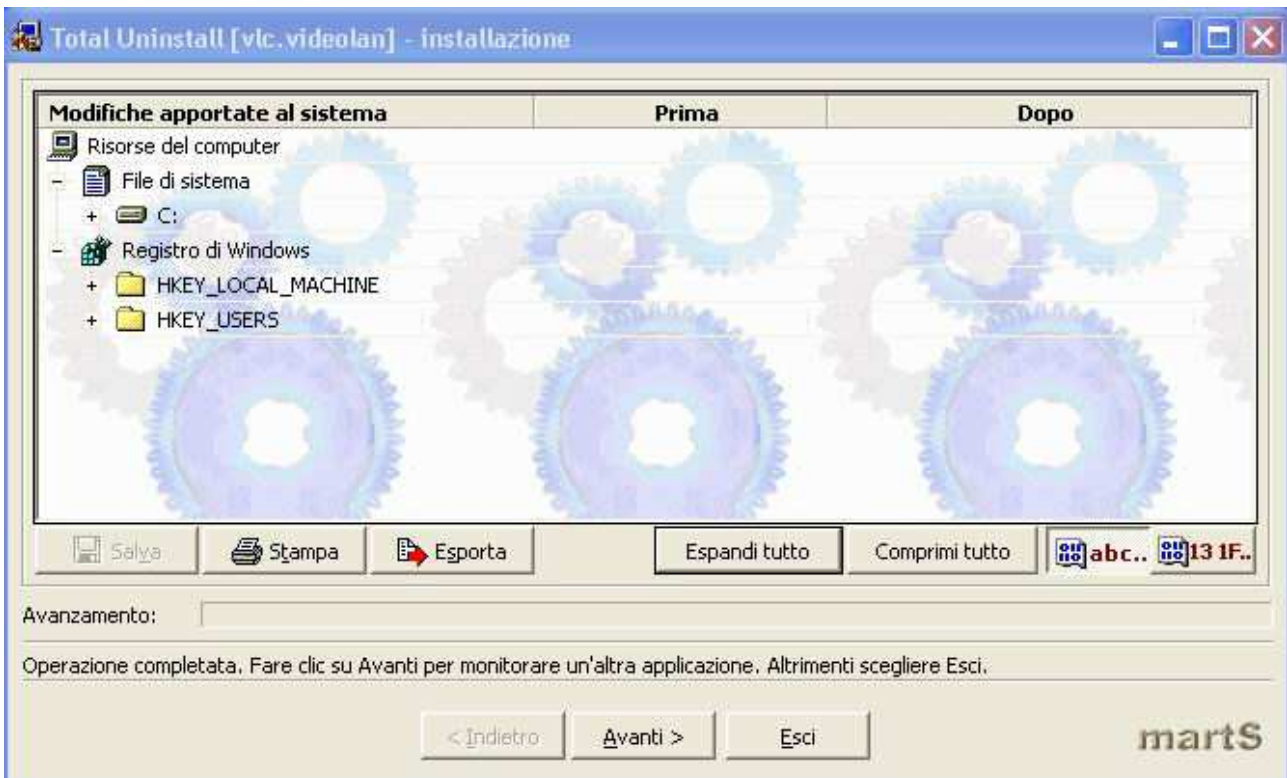 Total Uninstall [vlc.videolan] - installazione
Modifiche apportate al sistema Prima Dopo
Risorse del computer
File di sistema
C:
Registro di Windows
HKEY_LOCAL_MACHINE
HKEY_USERS
Salva Stampa Esporta Espandi tutto Comprimi tutto abc.. 13 1F..
Avanzamento:
Operazione completata. Fare clic su Avanti per monitorare un'altra applicazione. Altrimenti scegliere Esci.
< Indietro Avanti > Esci martS